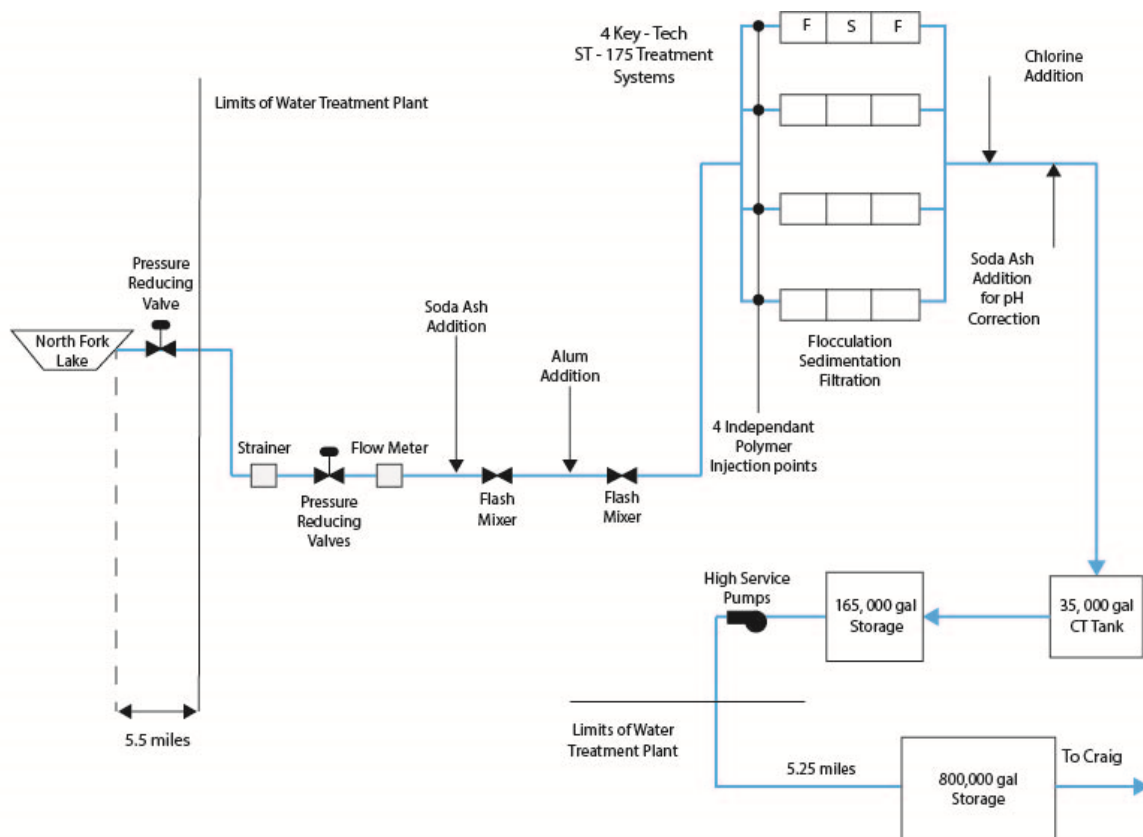 4 Key - Tech
ST - 175 Treatment
Systems
F S F
Chlorine
Addition
Limits of Water Treatment Plant
Pressure
Reducing
Valve
North Fork
Lake
Soda Ash
Addition
Alum
Addition
Soda Ash
Addition
for pH
Correction
Flocculation
Sedimentation
Filtration
4 Independant
Polymer
Injection points
Strainer
Flow Meter
Pressure
Reducing
Valves
Flash
Mixer
Flash
Mixer
High Service
Pumps
165, 000 gal
Storage
35, 000 gal
CT Tank
5.5 miles
Limits of Water
Treatment Plant
5.25 miles
800,000 gal
Storage
To Craig